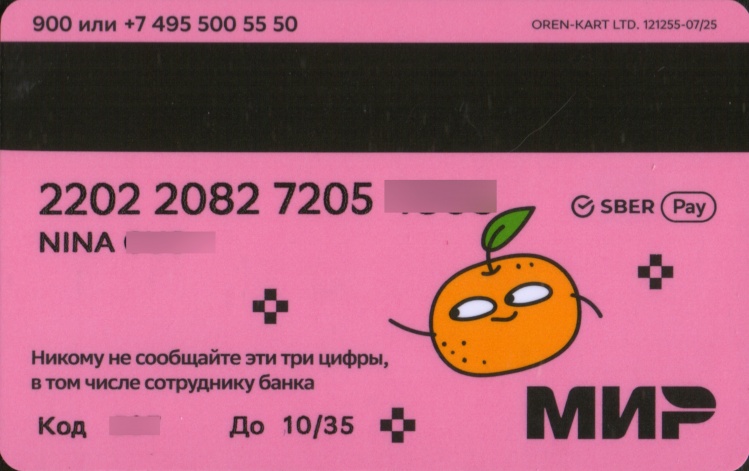 900 или +7 495 500 55 50
OREN-KART LTD. 121255-07/25
2202 2082 7205
SBER Pay
NINA
Никому не сообщайте эти три цифры,
в том числе сотруднику банка
Код
До 10/35
МИР